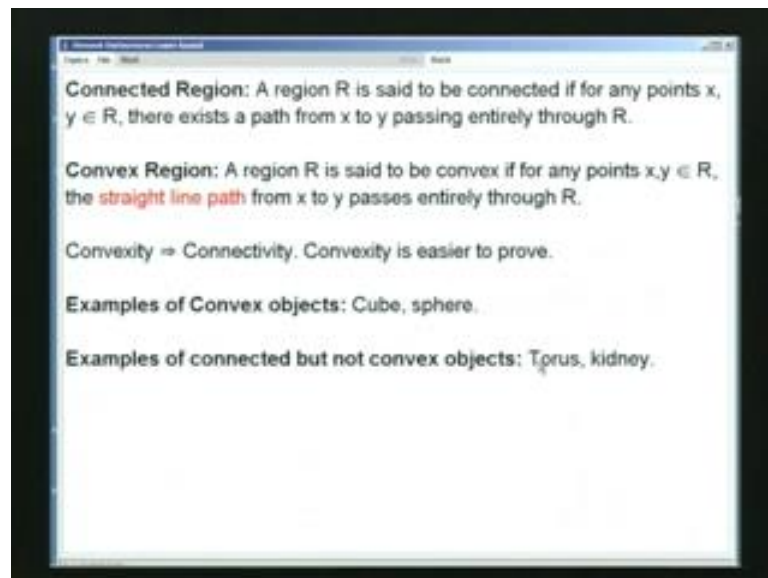 Connected Region: A region R is said to be connected if for any points x,
y ∈ R, there exists a path from x to y passing entirely through R.
Convex Region: A region R is said to be convex if for any points x,y ∈ R,
the straight line path from x to y passes entirely through R.
Convexity ⇒ Connectivity. Convexity is easier to prove.
Examples of Convex objects: Cube, sphere.
Examples of connected but not convex objects: Torus, kidney.